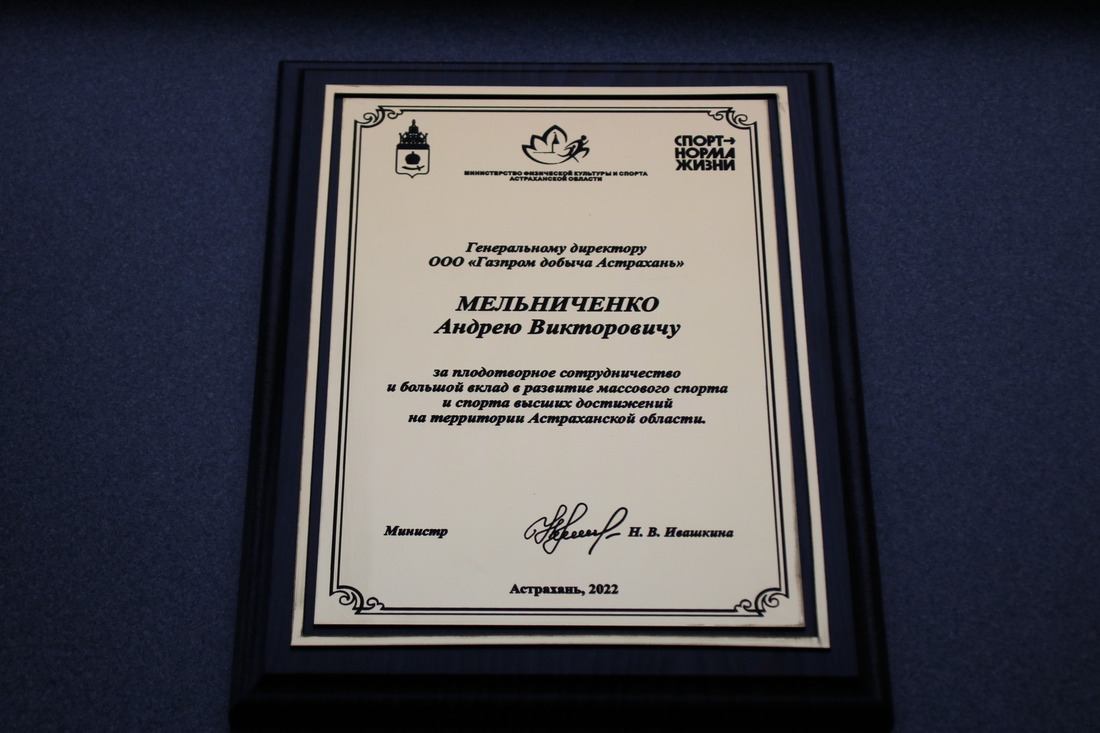 МИНИСТЕРСТВО ФИЗИЧЕСКОЙ КУЛЬТУРЫ И СПОРТА
АСТРАХАНСКОЙ ОБЛАСТИ
СПОРТ→
НОРМА
ЖИЗНИ
Генеральному директору
ООО «Газпром добыча Астрахань»
МЕЛЬНИЧЕНКО
Андрею Викторовичу
за плодотворное сотрудничество
и большой вклад в развитие массового спорта
и спорта высших достижений
на территории Астраханской области.
Министр Н. В. Ивашкина
Астрахань, 2022